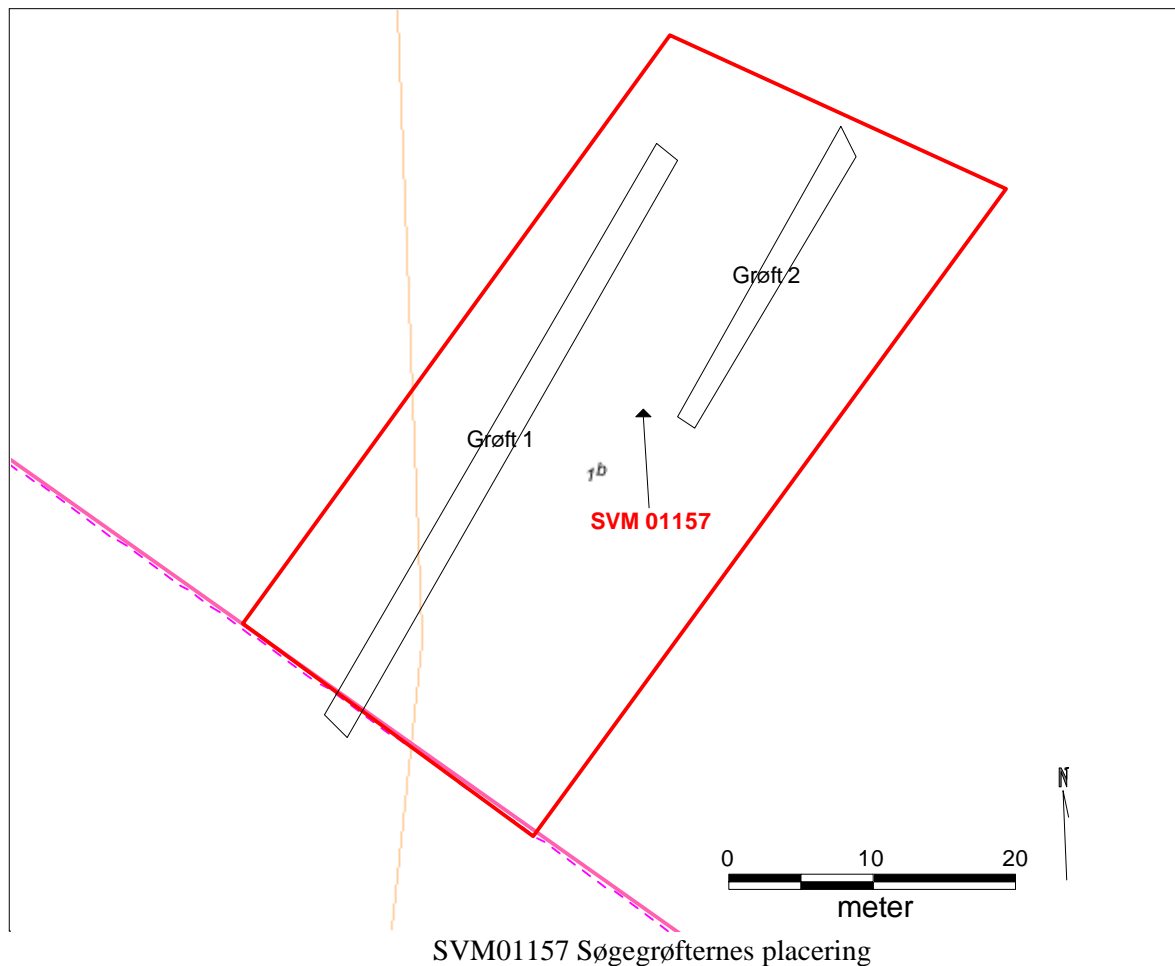 Grøft 2
Grøft 1
1b
SVM 01157
N
0 10 20
meter
SVM01157 Søgegrøfternes placering